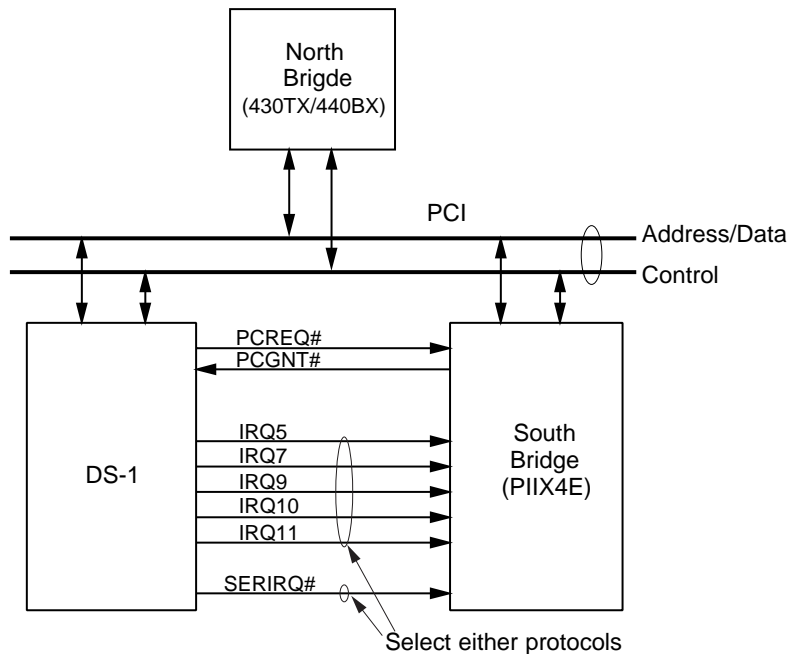 North
Brigde
(430TX/440BX)
PCI
Address/Data
Control
PCREQ#
PCGNT#
IRQ5
IRQ7
IRQ9
IRQ10
IRQ11
SERIRQ#
DS-1
South
Bridge
(PIIX4E)
Select either protocols